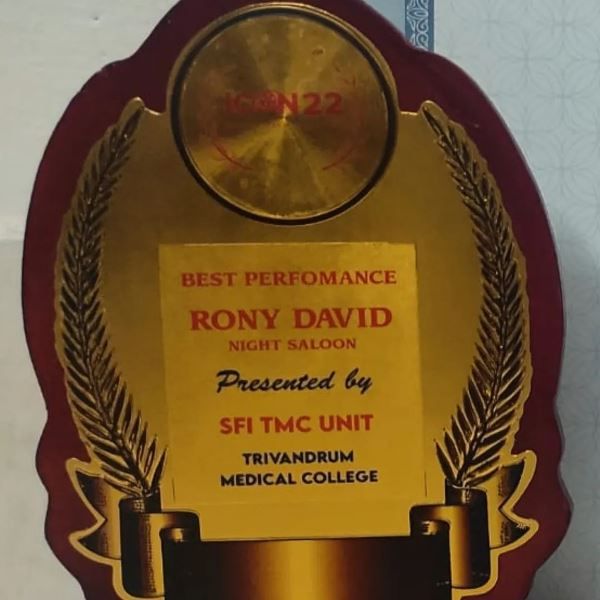 ICON22
BEST PERFOMANCE
RONY DAVID
NIGHT SALOON
Presented by
SFI TMC UNIT
TRIVANDRUM
MEDICAL COLLEGE